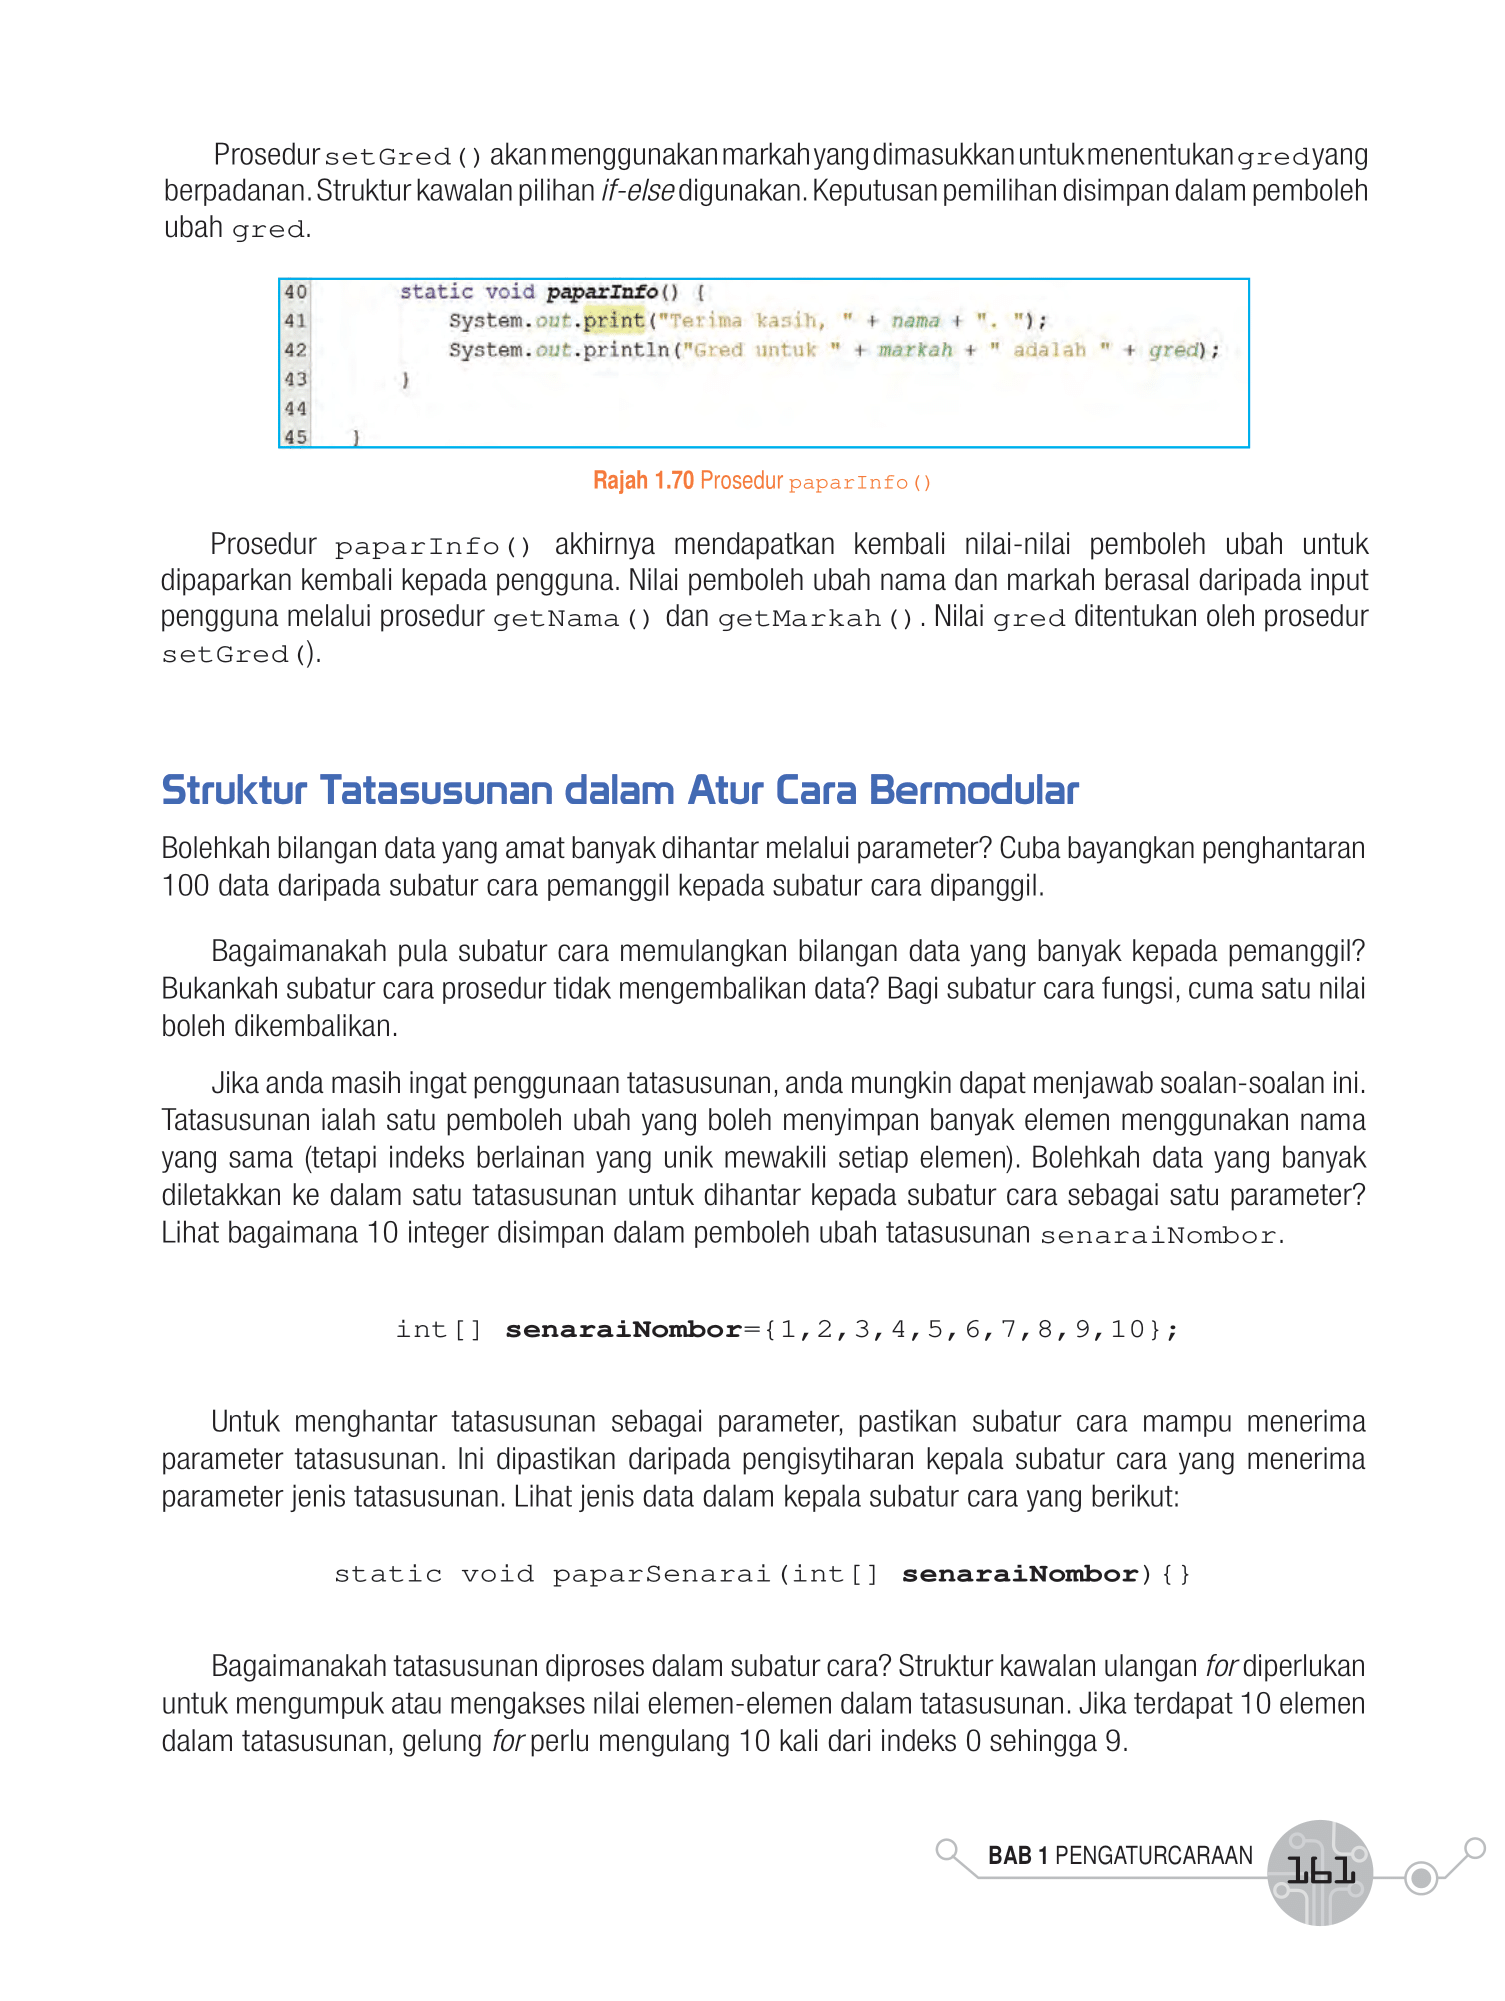 Prosedur setGred() akan menggunakan markah yang dimasukkan untuk menentukan gred yang
berpadanan. Struktur kawalan pilihan if-else digunakan. Keputusan pemilihan disimpan dalam pemboleh
ubah gred.
40 static void paparInfo() {
41 System.out.print("Terima kasih, " + nama + ". ");
42 System.out.println("Gred untuk " + markah + " adalah " + gred);
43 }
44
45 }
Rajah 1.70 Prosedur paparInfo()
Prosedur paparInfo() akhirnya mendapatkan kembali nilai-nilai pemboleh ubah untuk
dipaparkan kembali kepada pengguna. Nilai pemboleh ubah nama dan markah berasal daripada input
pengguna melalui prosedur getNama() dan getMarkah(). Nilai gred ditentukan oleh prosedur
setGred().
Struktur Tatasusunan dalam Atur Cara Bermodular
Bolehkah bilangan data yang amat banyak dihantar melalui parameter? Cuba bayangkan penghantaran
100 data daripada subatur cara pemanggil kepada subatur cara dipanggil.
Bagaimanakah pula subatur cara memulangkan bilangan data yang banyak kepada pemanggil?
Bukankah subatur cara prosedur tidak mengembalikan data? Bagi subatur cara fungsi, cuma satu nilai
boleh dikembalikan.
Jika anda masih ingat penggunaan tatasusunan, anda mungkin dapat menjawab soalan-soalan ini.
Tatasusunan ialah satu pemboleh ubah yang boleh menyimpan banyak elemen menggunakan nama
yang sama (tetapi indeks berlainan yang unik mewakili setiap elemen). Bolehkah data yang banyak
diletakkan ke dalam satu tatasusunan untuk dihantar kepada subatur cara sebagai satu parameter?
Lihat bagaimana 10 integer disimpan dalam pemboleh ubah tatasusunan senaraiNombor.
int[] senaraiNombor={1,2,3,4,5,6,7,8,9,10};
Untuk menghantar tatasusunan sebagai parameter, pastikan subatur cara mampu menerima
parameter tatasusunan. Ini dipastikan daripada pengisytiharan kepala subatur cara yang menerima
parameter jenis tatasusunan. Lihat jenis data dalam kepala subatur cara yang berikut:
static void paparSenarai(int[] senaraiNombor){}
Bagaimanakah tatasusunan diproses dalam subatur cara? Struktur kawalan ulangan for diperlukan
untuk mengumpuk atau mengakses nilai elemen-elemen dalam tatasusunan. Jika terdapat 10 elemen
dalam tatasusunan, gelung for perlu mengulang 10 kali dari indeks 0 sehingga 9.
BAB 1 PENGATURCARAAN 161